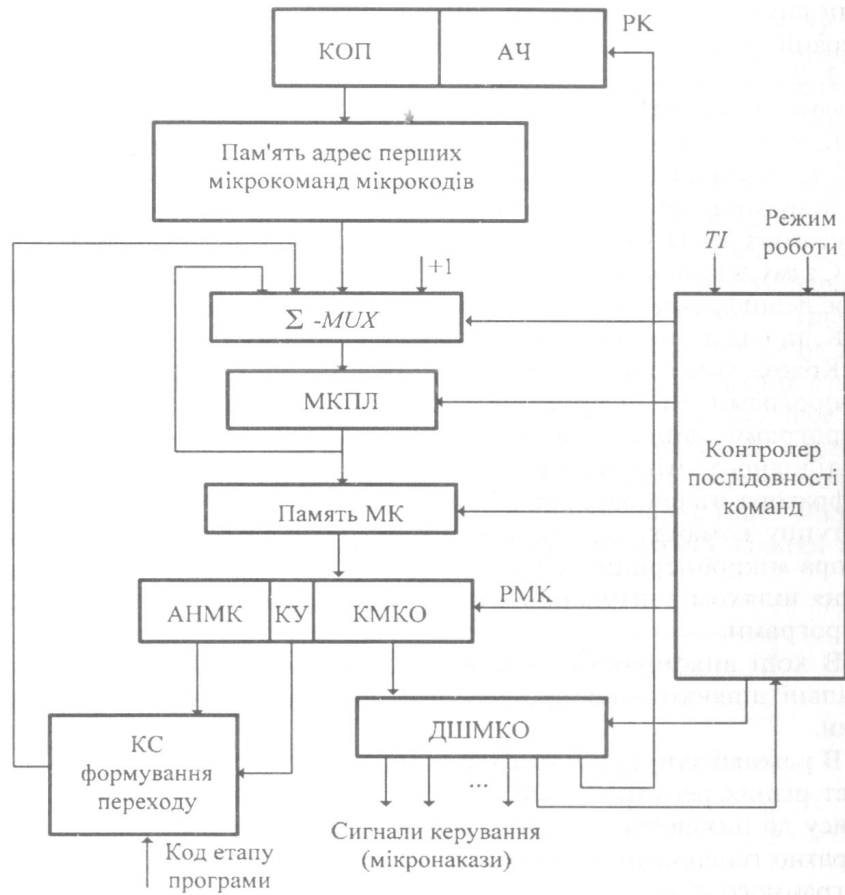 КОП АЧ РК
Пам'ять адрес перших
мікрокоманд мікрокодів
+1
TI
Режим
роботи
Σ -MUX
МКПЛ
Контролер
послідовності
команд
Память МК
АНМК КУ КМКО
РМК
КС
формування
переходу
ДШМКО
...
Код етапу
програми
Сигнали керування
(мікронакази)